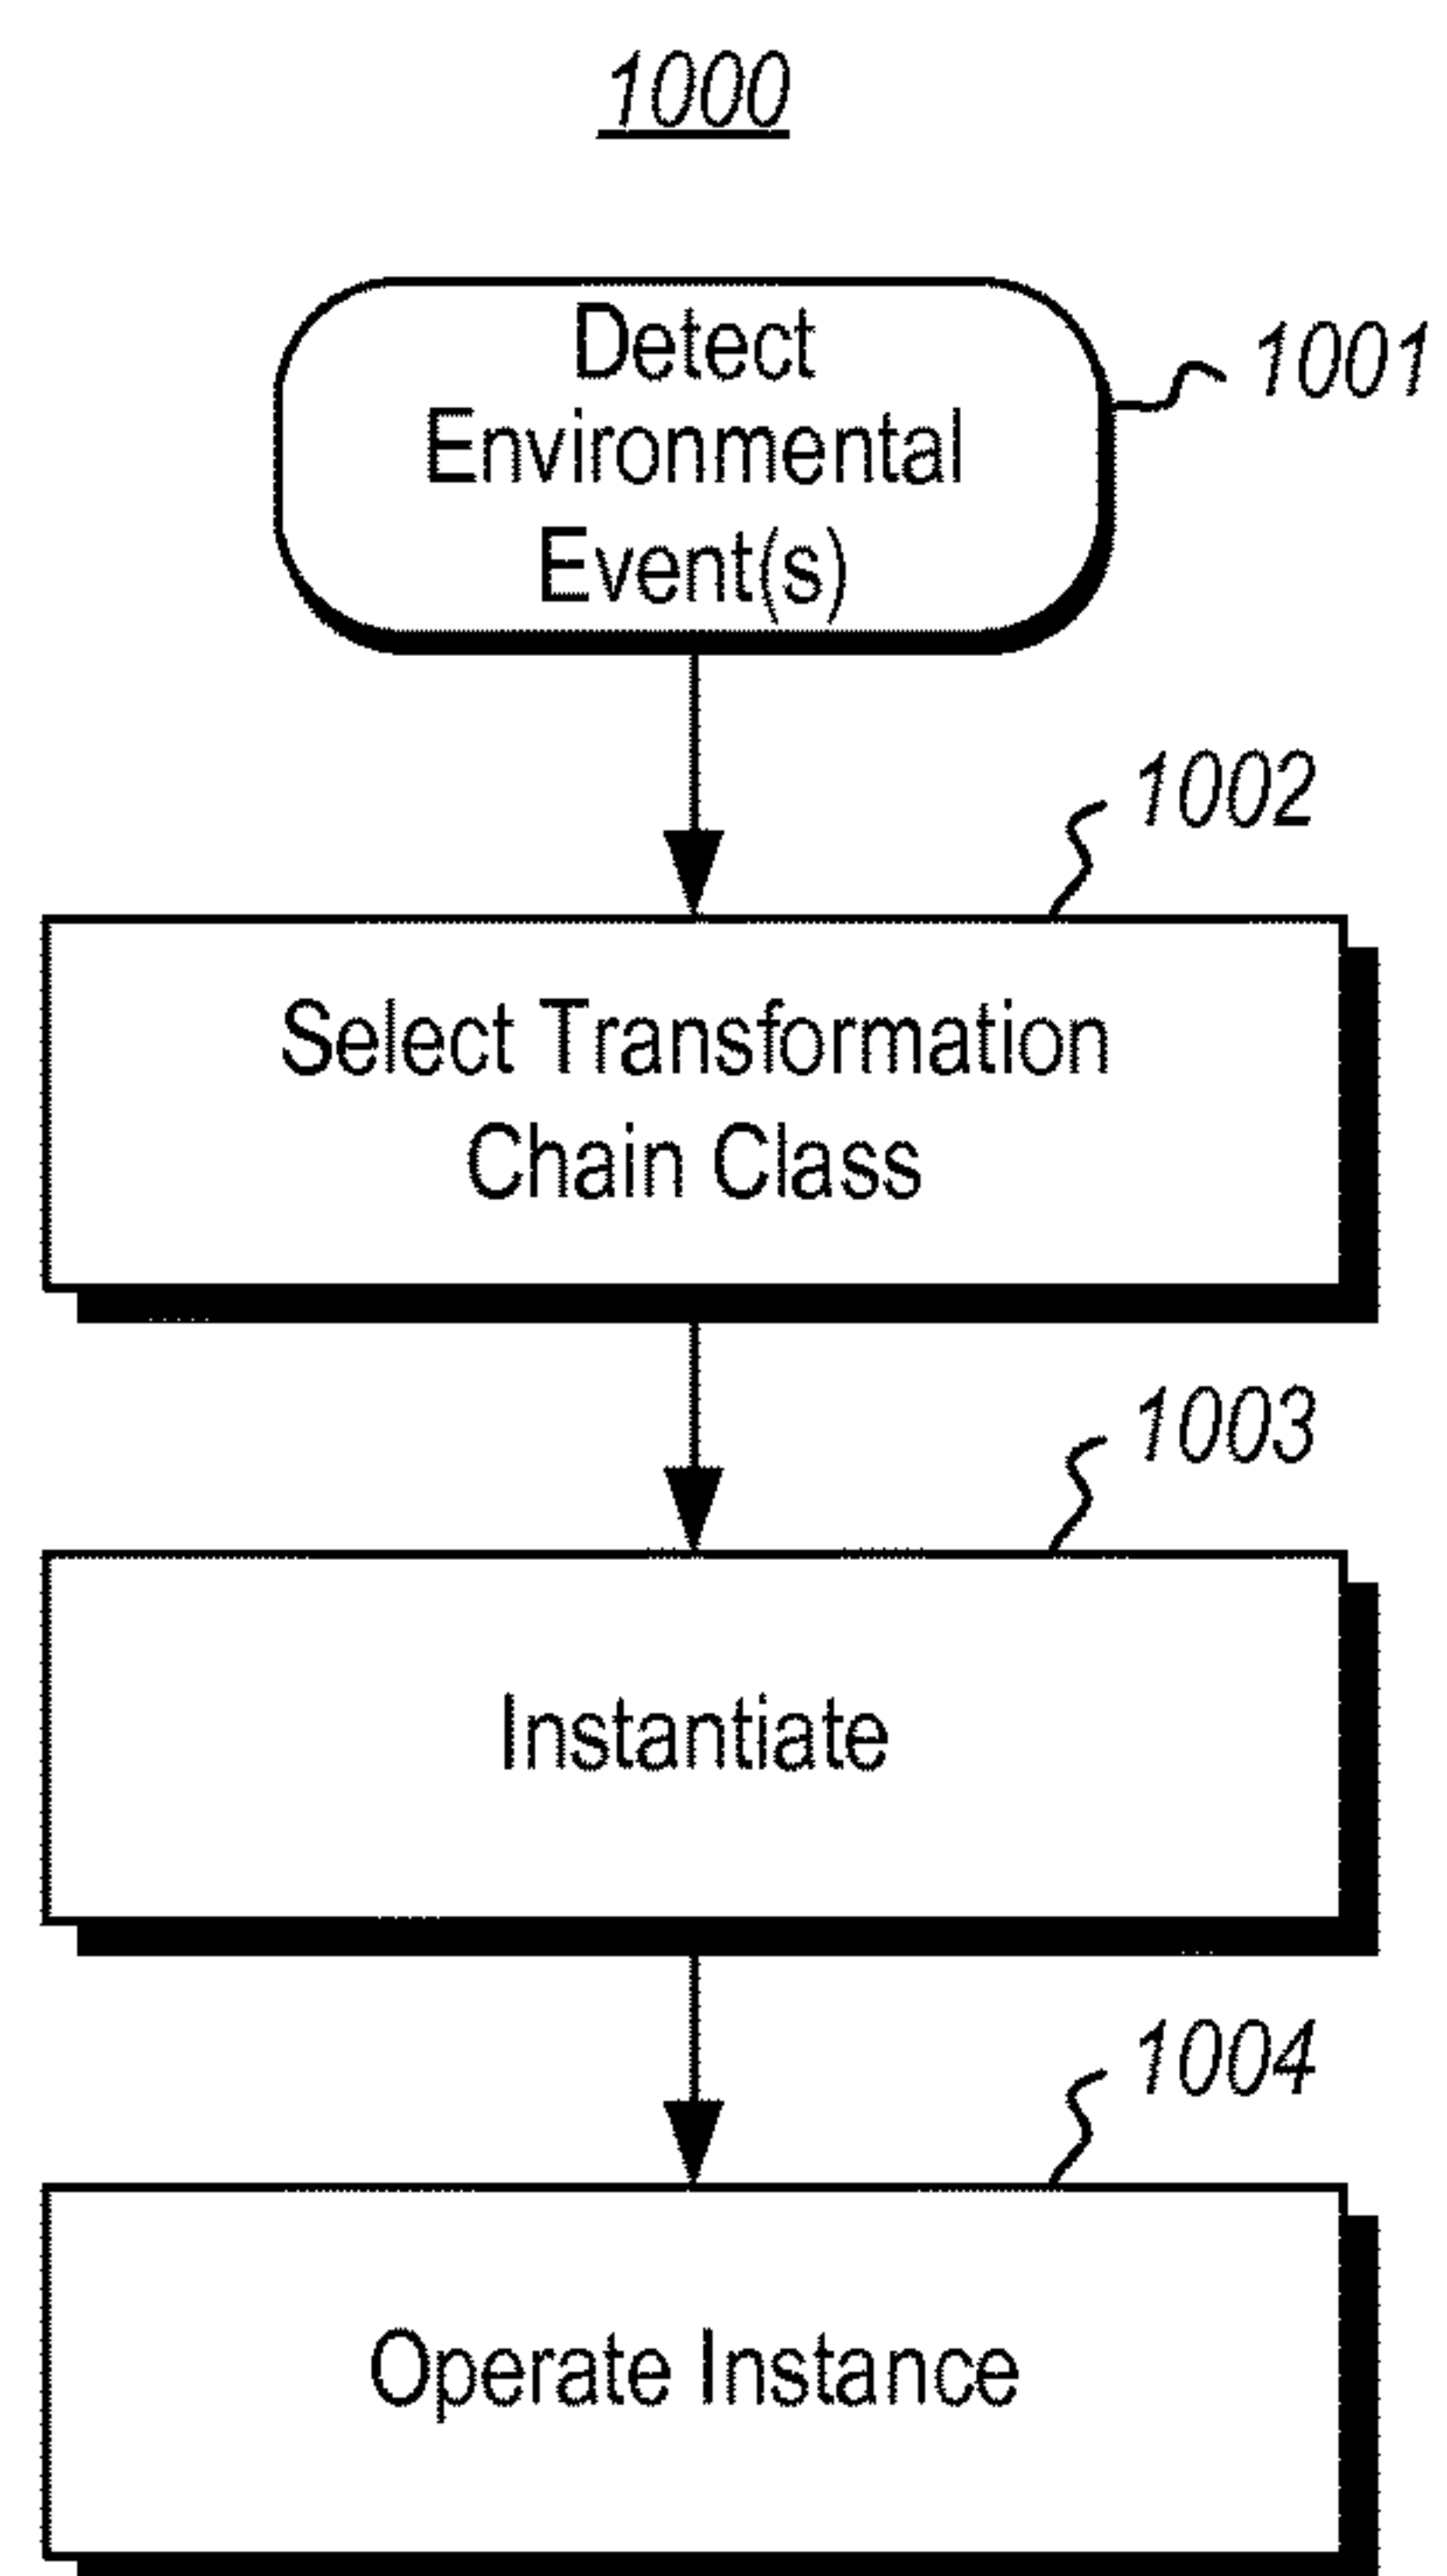 1000
Detect
Environmental
Event(s)
1001
1002
Select Transformation
Chain Class
1003
Instantiate
1004
Operate Instance